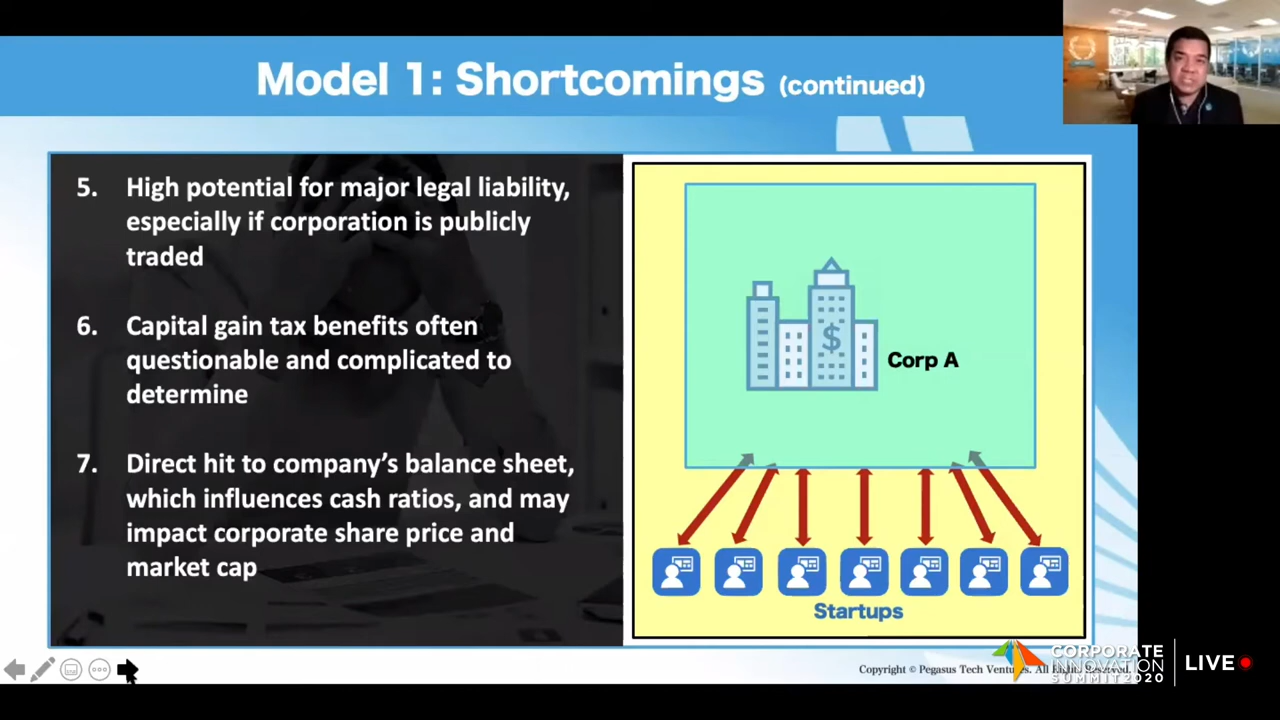 Model 1: Shortcomings (continued)
5. High potential for major legal liability,
especially if corporation is publicly
traded
6. Capital gain tax benefits often
questionable and complicated to
determine
7. Direct hit to company's balance sheet,
which influences cash ratios, and may
impact corporate share price and
market cap
$
Corp A
Startups
Copyright © Pegasus Tech Ventures. All Rights Reserved.
CORPORATE
INNOVATION
SUMMIT2020
LIVE